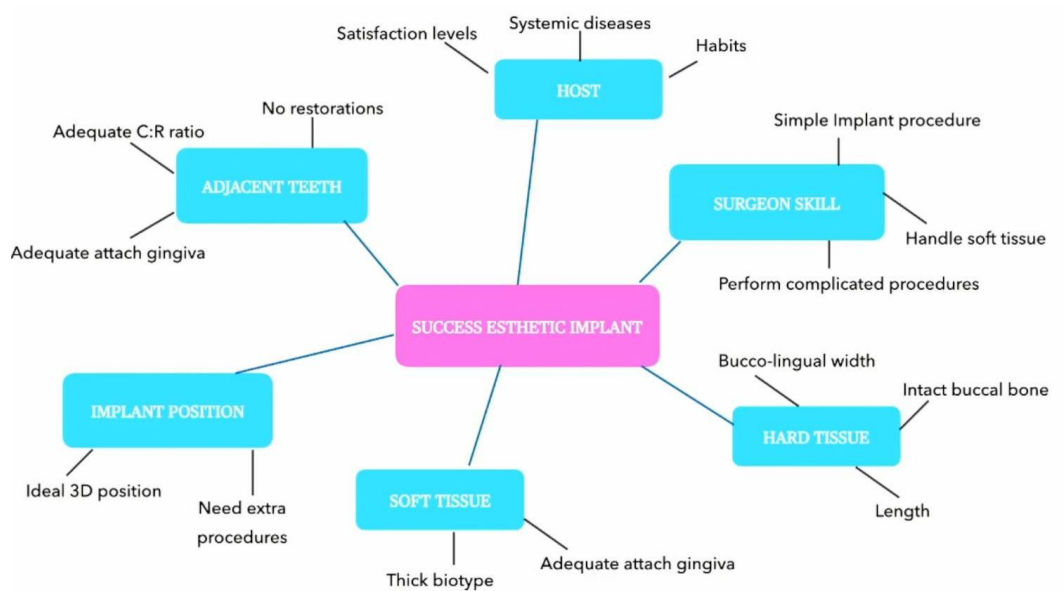 Systemic diseases
Satisfaction levels
Habits
HOST
No restorations
Adequate C:R ratio
ADJACENT TEETH
Adequate attach gingiva
Simple Implant procedure
SURGEON SKILL
Handle soft tissue
Perform complicated procedures
SUCCESS ESTHETIC IMPLANT
Bucco-lingual width
Intact buccal bone
HARD TISSUE
Length
IMPLANT POSITION
Ideal 3D position
Need extra
procedures
SOFT TISSUE
Adequate attach gingiva
Thick biotype